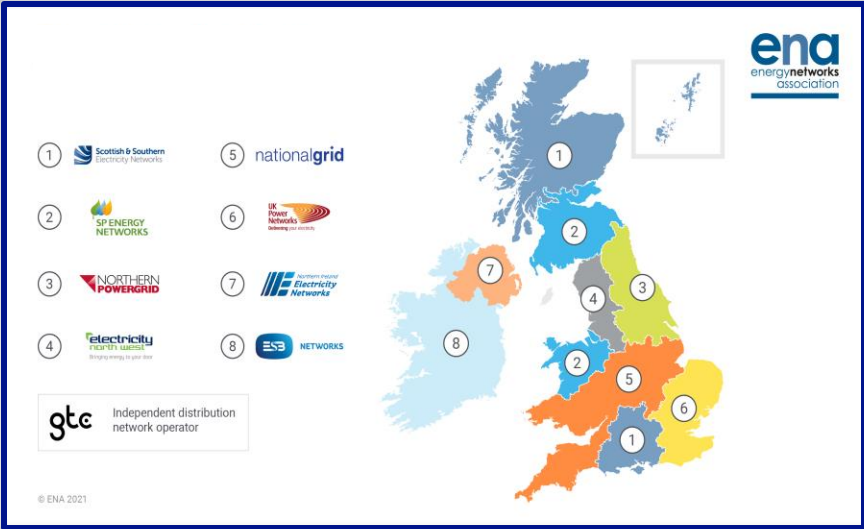 ena
energynetworks
association
1
Scottish & Southern
Electricity Networks
5
nationalgrid
2
SP ENERGY
NETWORKS
6
UK
Power
Networks
Delivering your electricity
3
NORTHERN
POWERGRID
7
Northern Ireland
Electricity
Networks
4
electricity
north west
Bringing energy to your door
8
ESB
NETWORKS
gtc
Independent distribution
network operator
© ENA 2021
1
2
7
3
4
8
2
5
6
1